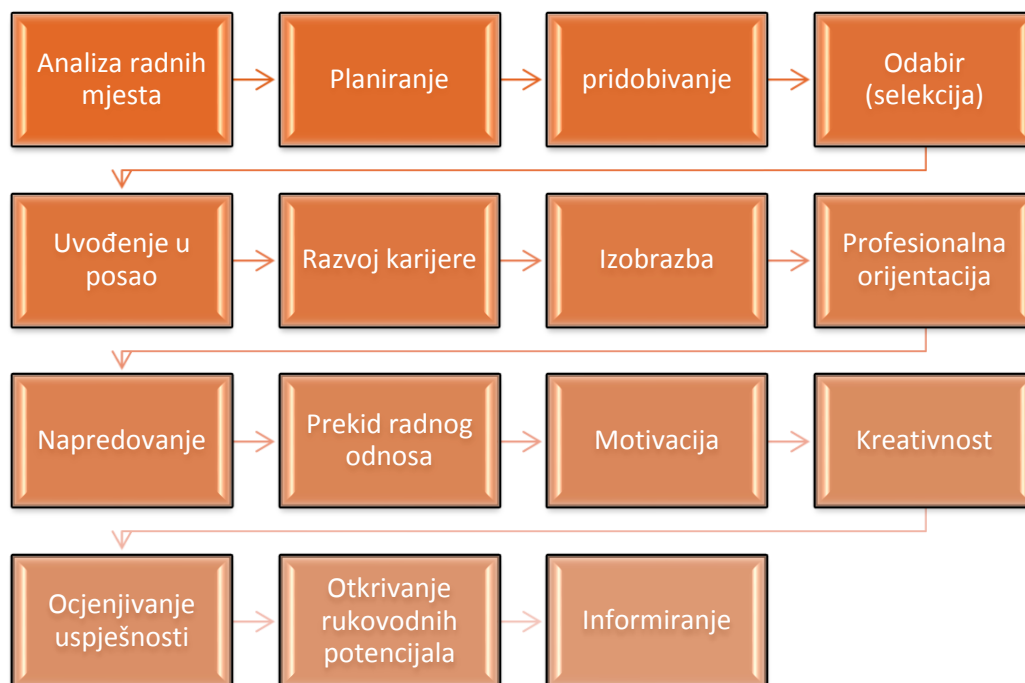 Analiza radnih
mjesta
Planiranje
pridobivanje
Odabir
(selekcija)
Uvođenje u
posao
Razvoj karijere
Izobrazba
Profesionalna
orijentacija
Napredovanje
Prekid radnog
odnosa
Motivacija
Kreativnost
Ocjenjivanje
uspješnosti
Otkrivanje
rukovodnih
potencijala
Informiranje